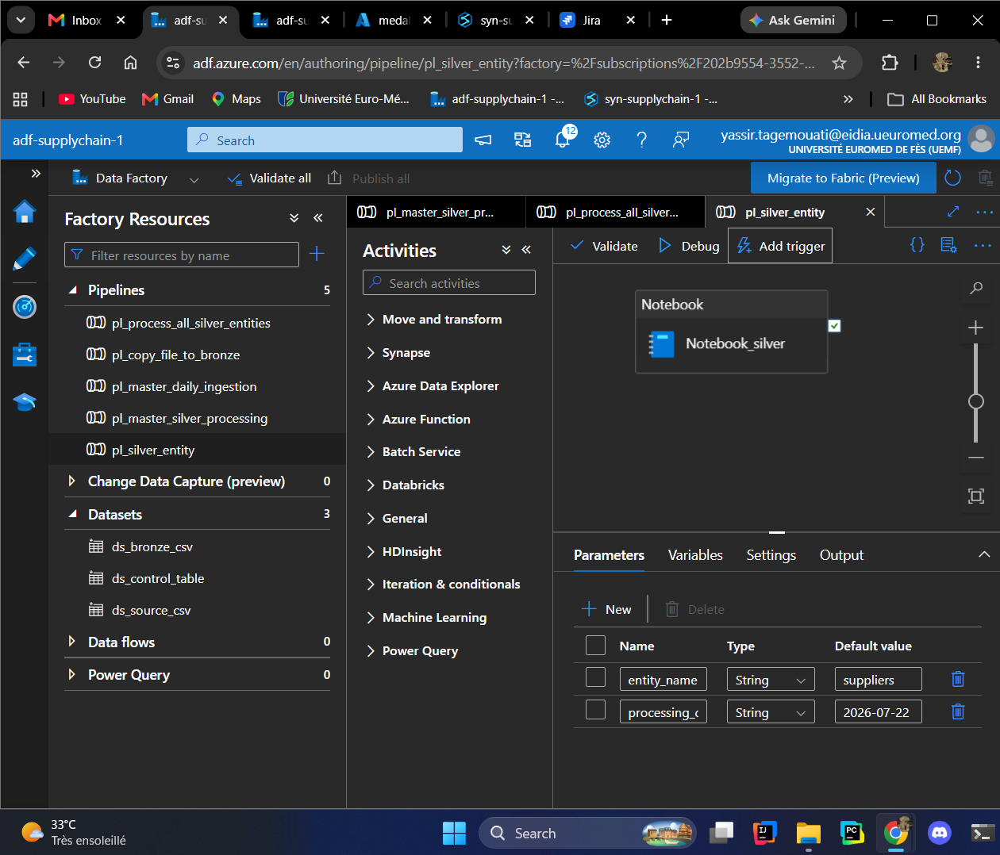 Inbox
adf-su
adf-su
medal
syn-su
Jira
Ask Gemini
adf.azure.com/en/authoring/pipeline/pl_silver_entity?factory=%2Fsubscriptions%2F202b9554-3552-...
YouTube
Gmail
Maps
Université Euro-Mé...
adf-supplychain-1 -...
syn-supplychain-1 -...
All Bookmarks
adf-supplychain-1
Search
12
yassir.tagemouati@eidia.ueuromed.org
UNIVERSITÉ EUROMED DE FÈS (UEMF)
Data Factory
Validate all
Publish all
Migrate to Fabric (Preview)
Factory Resources
Filter resources by name
Pipelines 5
pl_process_all_silver_entities
pl_copy_file_to_bronze
pl_master_daily_ingestion
pl_master_silver_processing
pl_silver_entity
Change Data Capture (preview) 0
Datasets 3
ds_bronze_csv
ds_control_table
ds_source_csv
Data flows 0
Power Query 0
pl_master_silver_pr...
pl_process_all_silver...
pl_silver_entity
Activities
Search activities
Move and transform
Synapse
Azure Data Explorer
Azure Function
Batch Service
Databricks
General
HDInsight
Iteration & conditionals
Machine Learning
Power Query
Validate
Debug
Add trigger
{}
Notebook
Notebook_silver
Parameters
Variables
Settings
Output
New
Delete
Name Type Default value
entity_name String suppliers
processing_c String 2026-07-22
33°C
Très ensoleillé
Search
IJ
PC